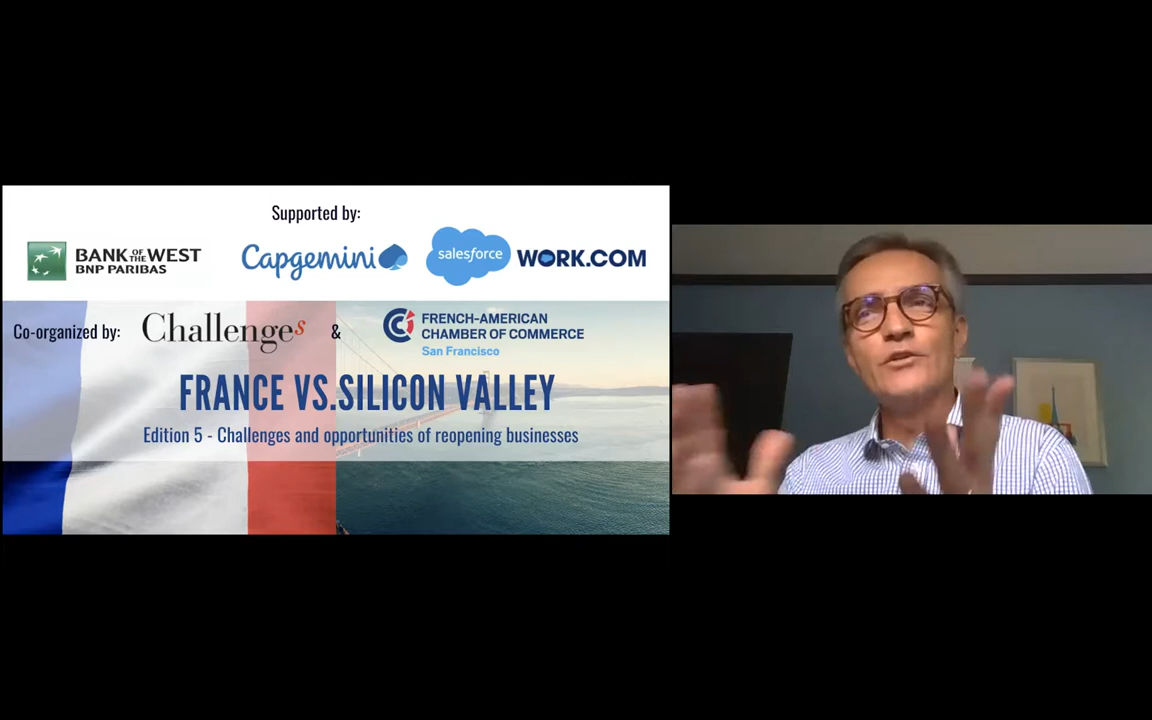 Supported by:
BANK OF THE WEST
BNP PARIBAS
Capgemini
salesforce
WORK.COM
Co-organized by:
Challenges
&
FRENCH-AMERICAN
CHAMBER OF COMMERCE
San Francisco
FRANCE VS.SILICON VALLEY
Edition 5 - Challenges and opportunities of reopening businesses